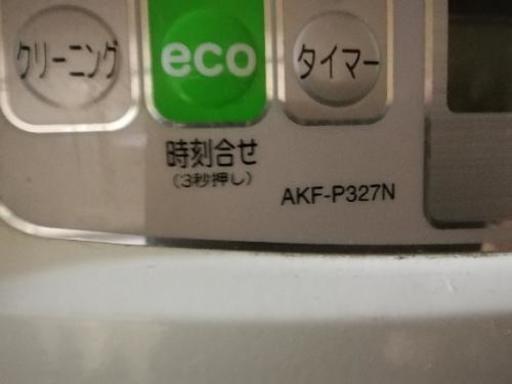 クリーニング
eco
タイマー
時刻合せ
(3秒押し)
AKF-P327N